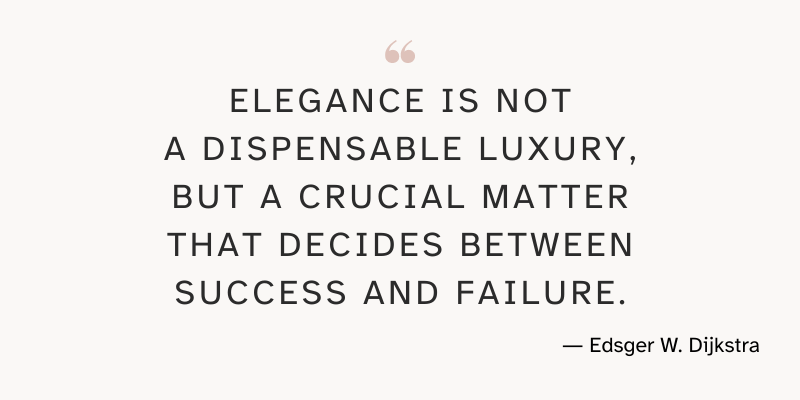 “
ELEGANCE IS NOT
A DISPENSABLE LUXURY,
BUT A CRUCIAL MATTER
THAT DECIDES BETWEEN
SUCCESS AND FAILURE.
— Edsger W. Dijkstra